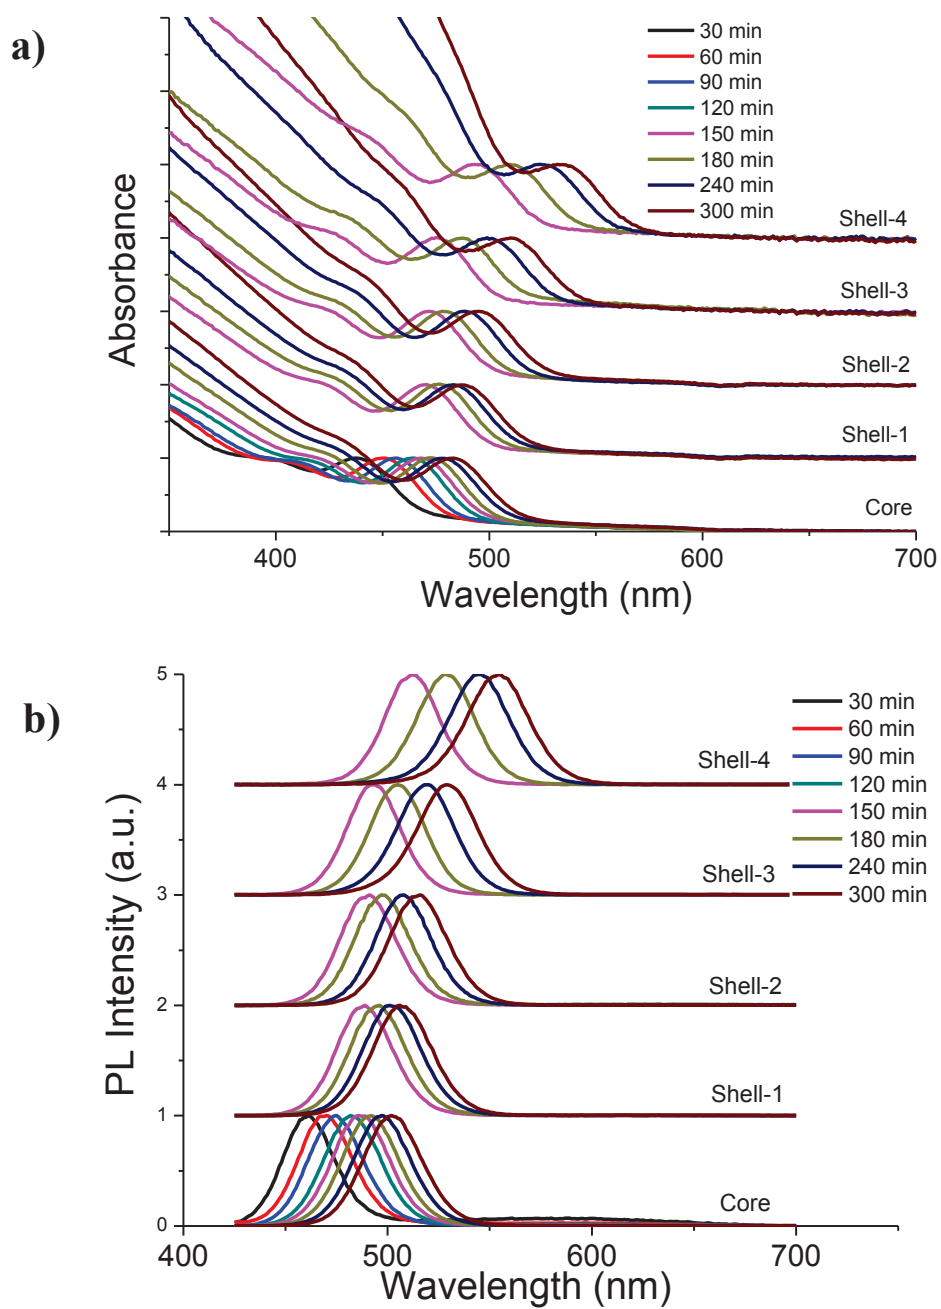 a)
30 min
60 min
90 min
120 min
150 min
180 min
240 min
300 min
Absorbance
Shell-4
Shell-3
Shell-2
Shell-1
Core
400
500
600
700
Wavelength (nm)
b)
5
4
3
2
1
0
PL Intensity (a.u.)
30 min
60 min
90 min
120 min
150 min
180 min
240 min
300 min
Shell-4
Shell-3
Shell-2
Shell-1
Core
400
500
600
700
Wavelength (nm)